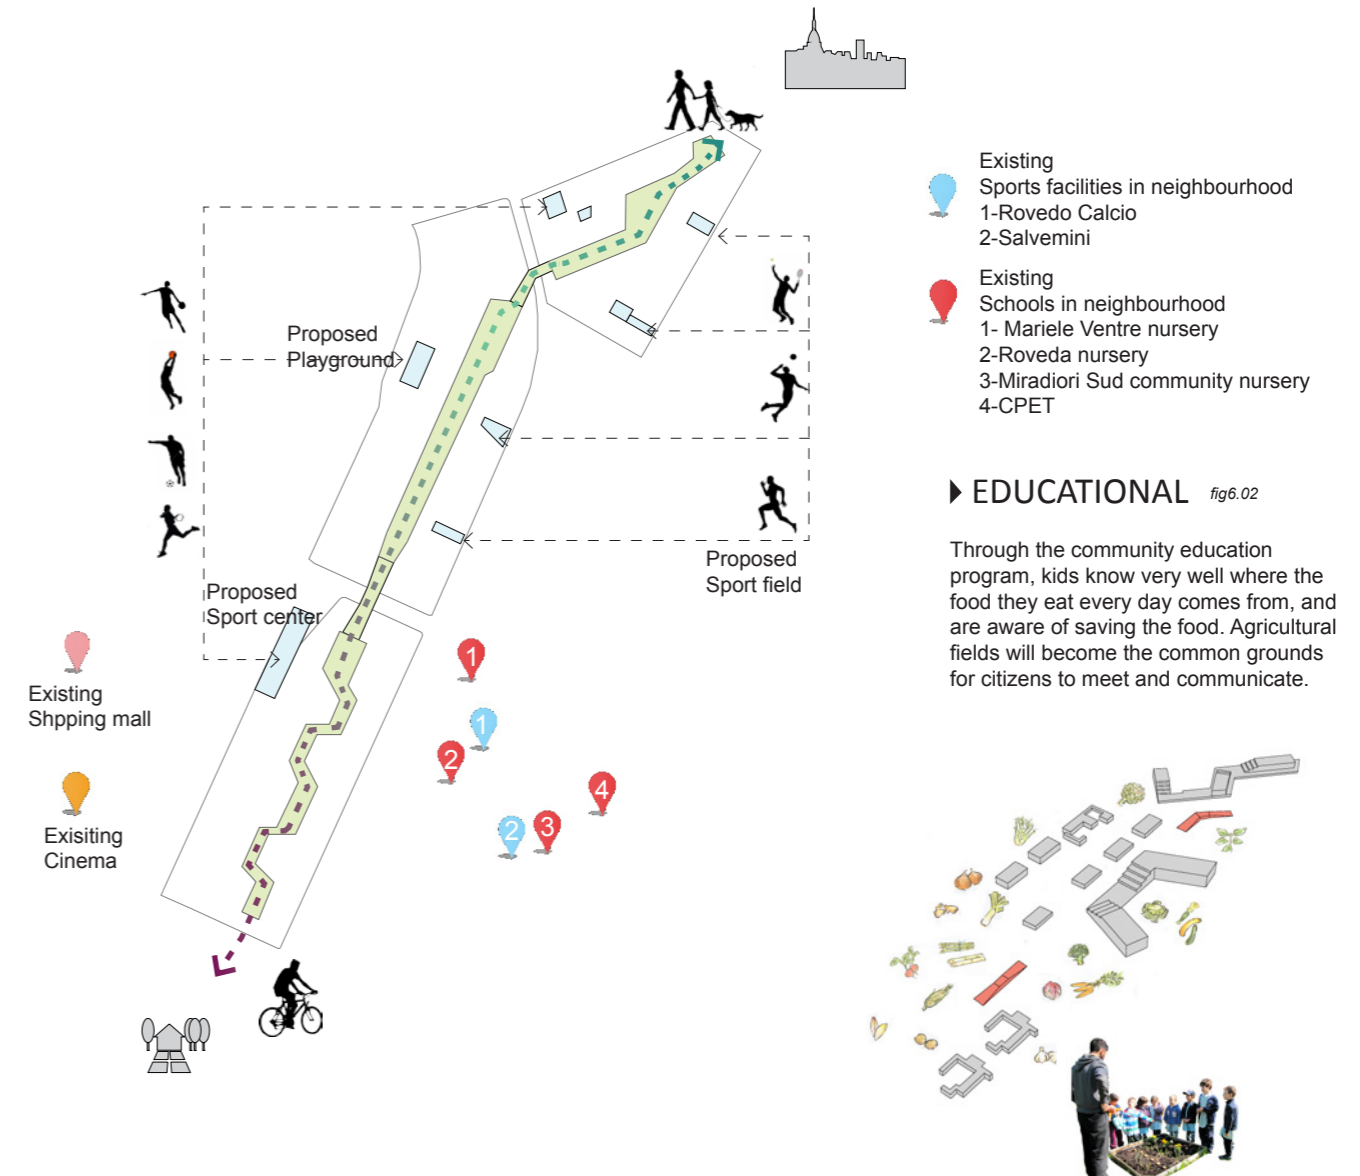 Existing
Sports facilities in neighbourhood
1-Rovedo Calcio
2-Salvemini
Existing
Schools in neighbourhood
1- Mariele Ventre nursery
2-Roveda nursery
3-Miradiori Sud community nursery
4-CPET
Proposed
Playground
Proposed
Sport field
Proposed
Sport center
Existing
Shpping mall
Exisiting
Cinema
1
1
2
4
2
3
EDUCATIONAL fig6.02
Through the community education
program, kids know very well where the
food they eat every day comes from, and
are aware of saving the food. Agricultural
fields will become the common grounds
for citizens to meet and communicate.